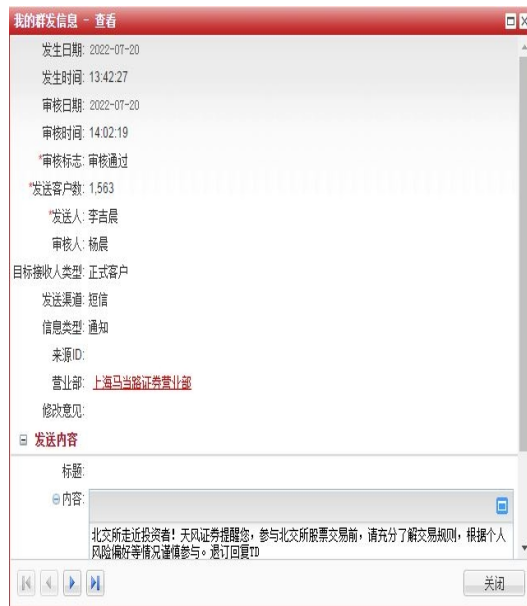 我的群发信息 - 查看
发生日期: 2022-07-20
发生时间: 13:42:27
审核日期: 2022-07-20
审核时间: 14:02:19
*审核标志: 审核通过
*发送客户数: 1,563
*发送人: 李吉晨
审核人: 杨晨
目标接收人类型: 正式客户
发送渠道: 短信
信息类型: 通知
来源ID:
营业部: 上海马当路证券营业部
修改意见:
发送内容
标题:
内容:
北交所走近投资者！天风证券提醒您，参与北交所股票交易前，请充分了解交易规则，根据个人
风险偏好等情况谨慎参与。退订回复TD
关闭